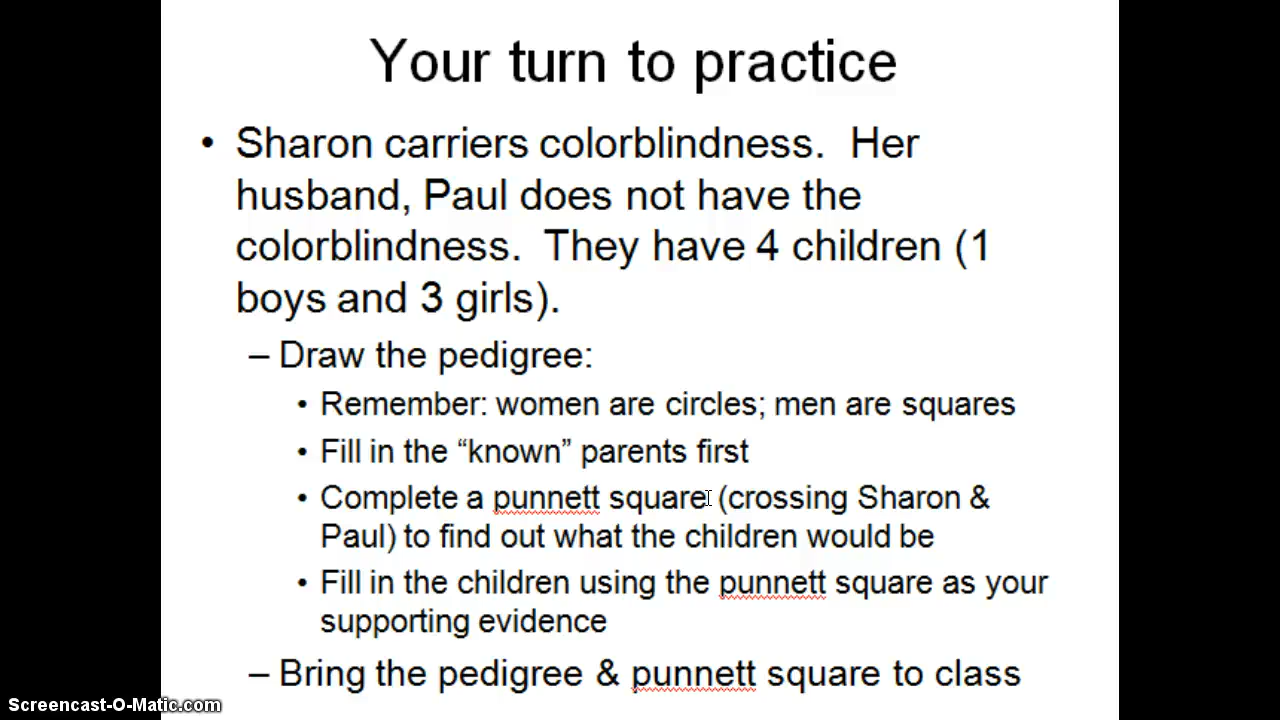 Your turn to practice
• Sharon carriers colorblindness. Her
husband, Paul does not have the
colorblindness. They have 4 children (1
boys and 3 girls).
– Draw the pedigree:
• Remember: women are circles; men are squares
• Fill in the “known” parents first
• Complete a punnett square (crossing Sharon &
Paul) to find out what the children would be
• Fill in the children using the punnett square as your
supporting evidence
– Bring the pedigree & punnett square to class
Screencast-O-Matic.com